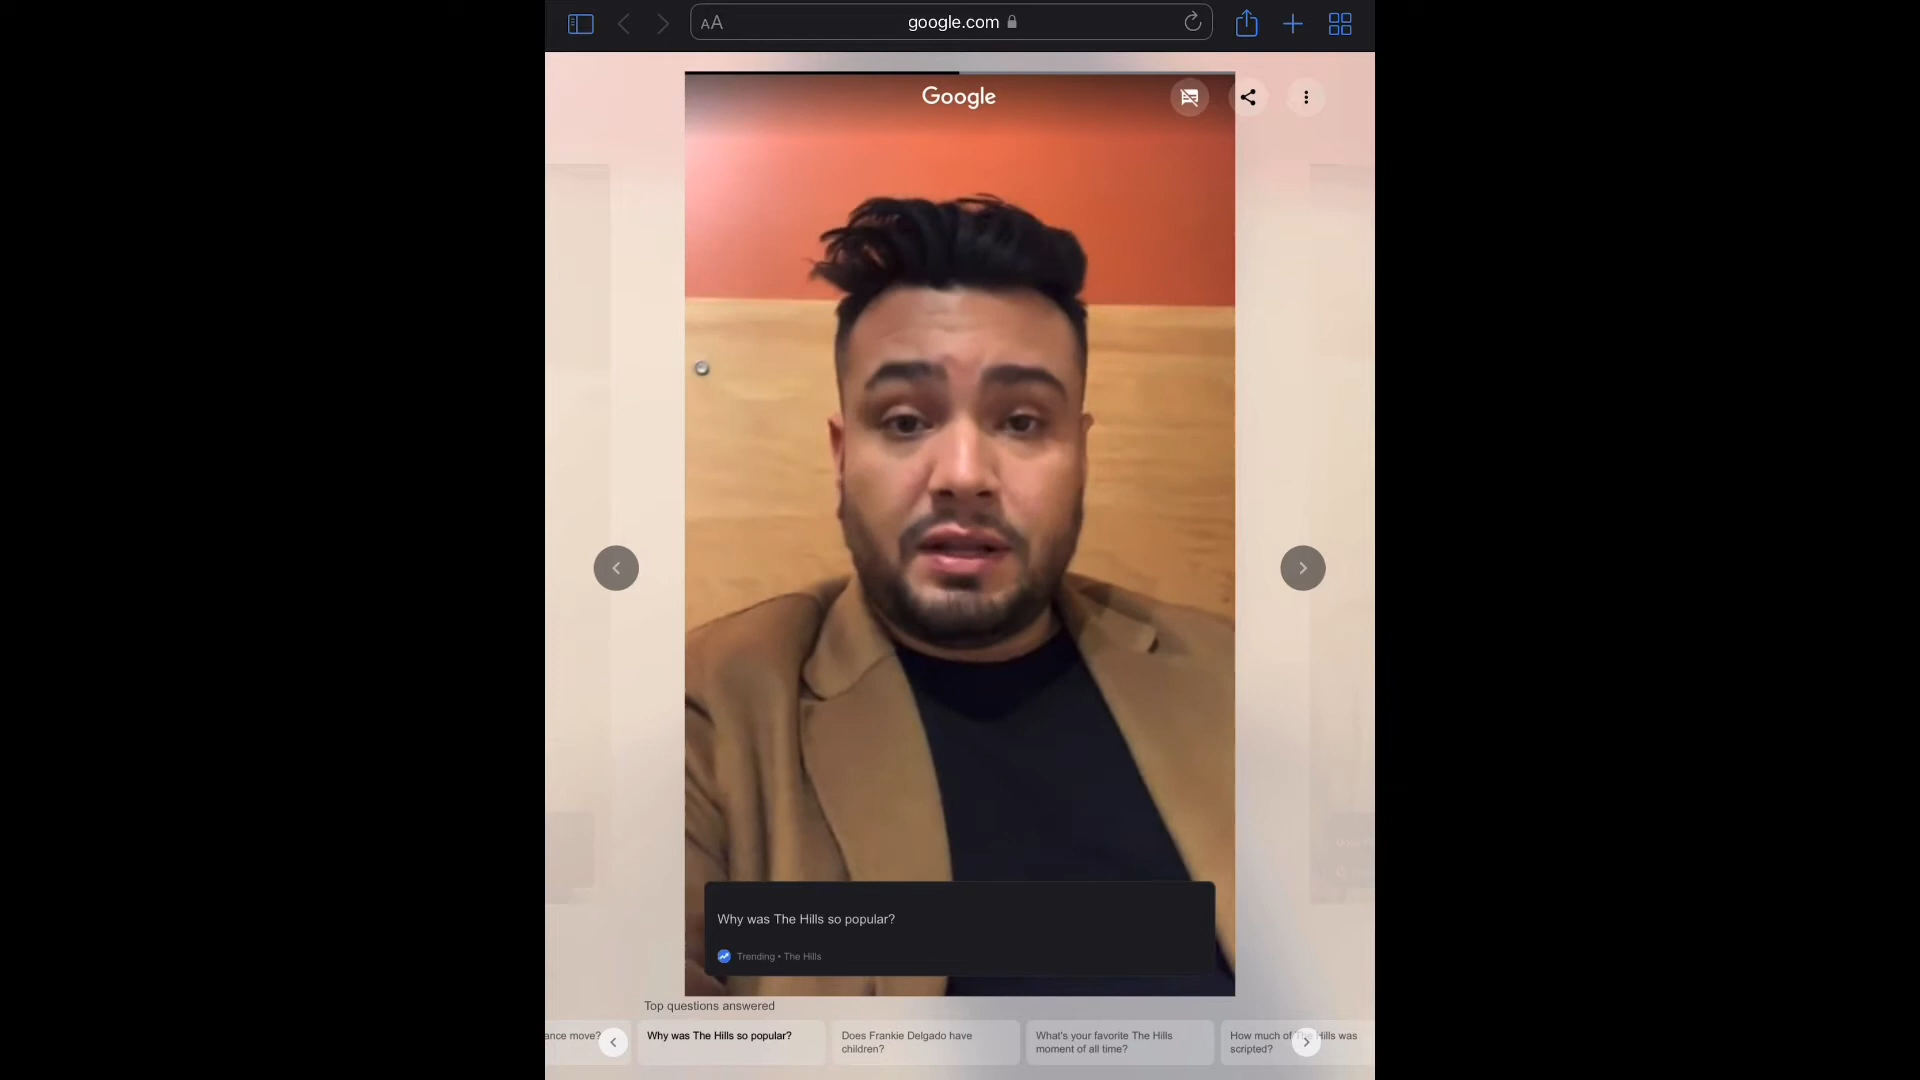 AA
google.com
Google
Why was The Hills so popular?
Trending • The Hills
Top questions answered
ance move?
Why was The Hills so popular?
Does Frankie Delgado have
children?
What's your favorite The Hills
moment of all time?
How much of The Hills was
scripted?